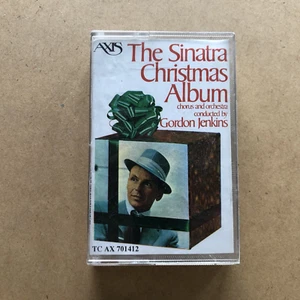 AXIS
The Sinatra
Christmas
Album
chorus and orchestra
conducted by
Gordon Jenkins
TC AX 701412